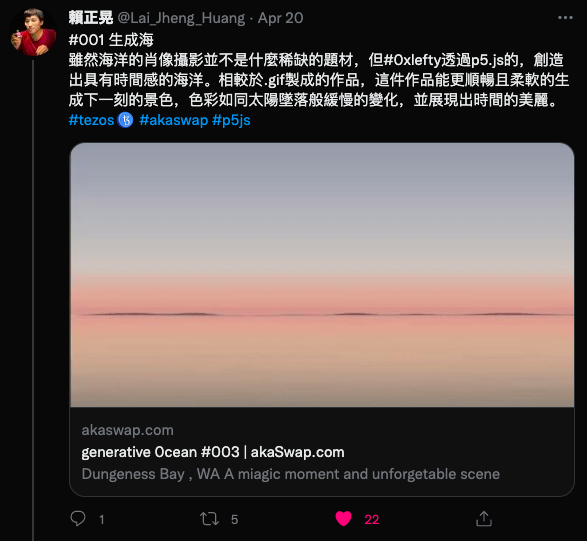 賴正晃 @Lai_Jheng_Huang · Apr 20
#001 生成海
雖然海洋的肖像攝影並不是什麼稀缺的題材，但#0xlefty透過p5.js的，創造
出具有時間感的海洋。相較於.gif製成的作品，這件作品能更順暢且柔軟的生
成下一刻的景色，色彩如同太陽墜落般緩慢的變化，並展現出時間的美麗。
#tezos #akaswap #p5js
akaswap.com
generative Ocean #003 | akaSwap.com
Dungeness Bay , WA A miagic moment and unforgetable scene
1 5 22